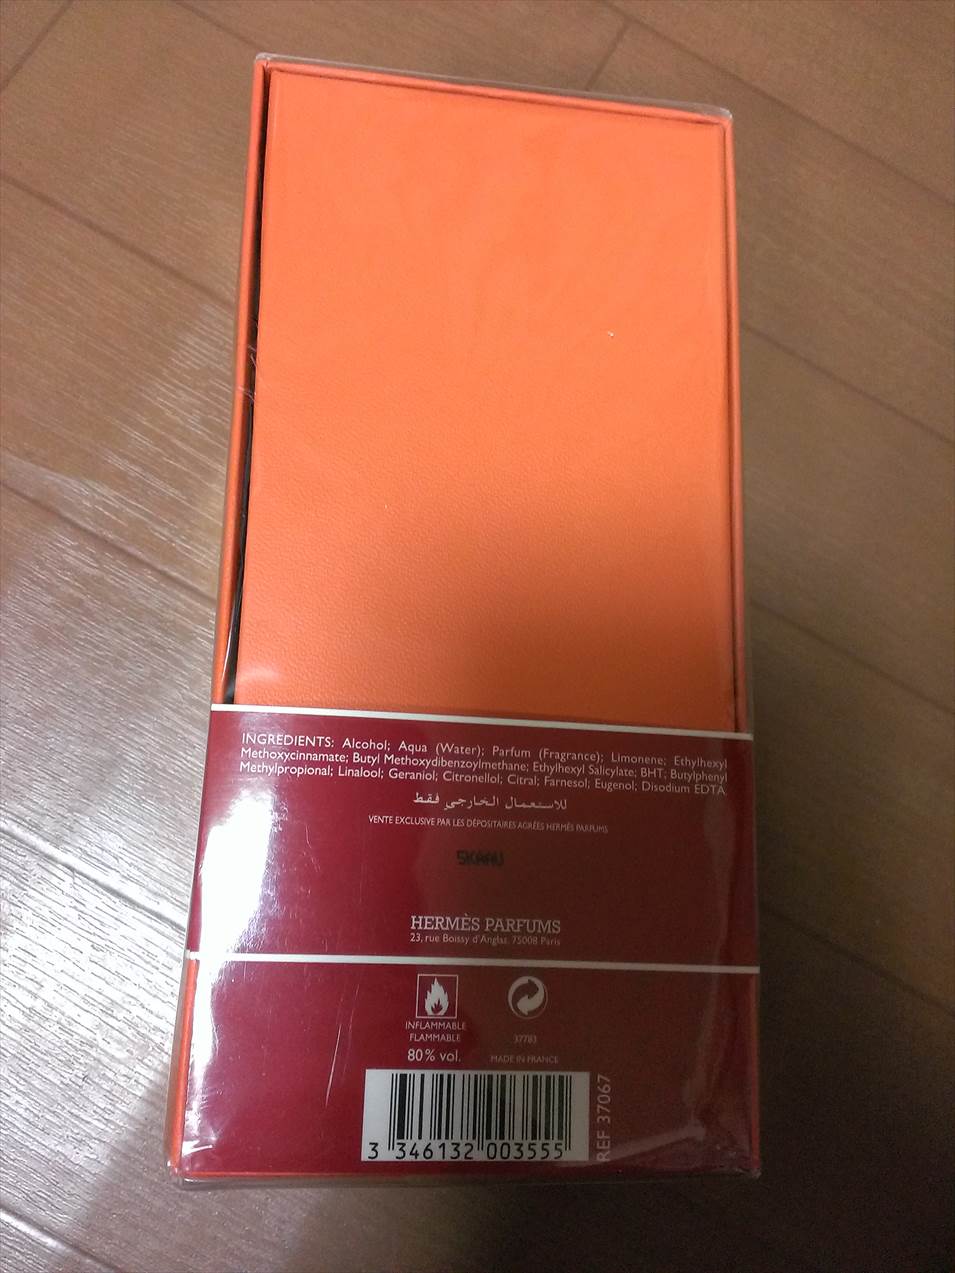 INGREDIENTS: Alcohol; Aqua (Water); Parfum (Fragrance); Limonene; Ethylhexyl
Methoxycinnamate; Butyl Methoxydibenzoylmethane; Ethylhexyl Salicylate; BHT; Butylphenyl
Methylpropional; Linalool; Geraniol; Citronellol; Citral; Farnesol; Eugenol; Disodium EDTA.
للاستعمال الخارجي فقط
VENTE EXCLUSIVE PAR LES DÉPOSITAIRES AGRÉÉS HERMÈS PARFUMS
HERMÈS PARFUMS
23, rue Boissy d'Anglas. 75008 Paris
INFLAMMABLE
FLAMMABLE
37783
80% vol.
MADE IN FRANCE
3 346132 003555
REF 37067